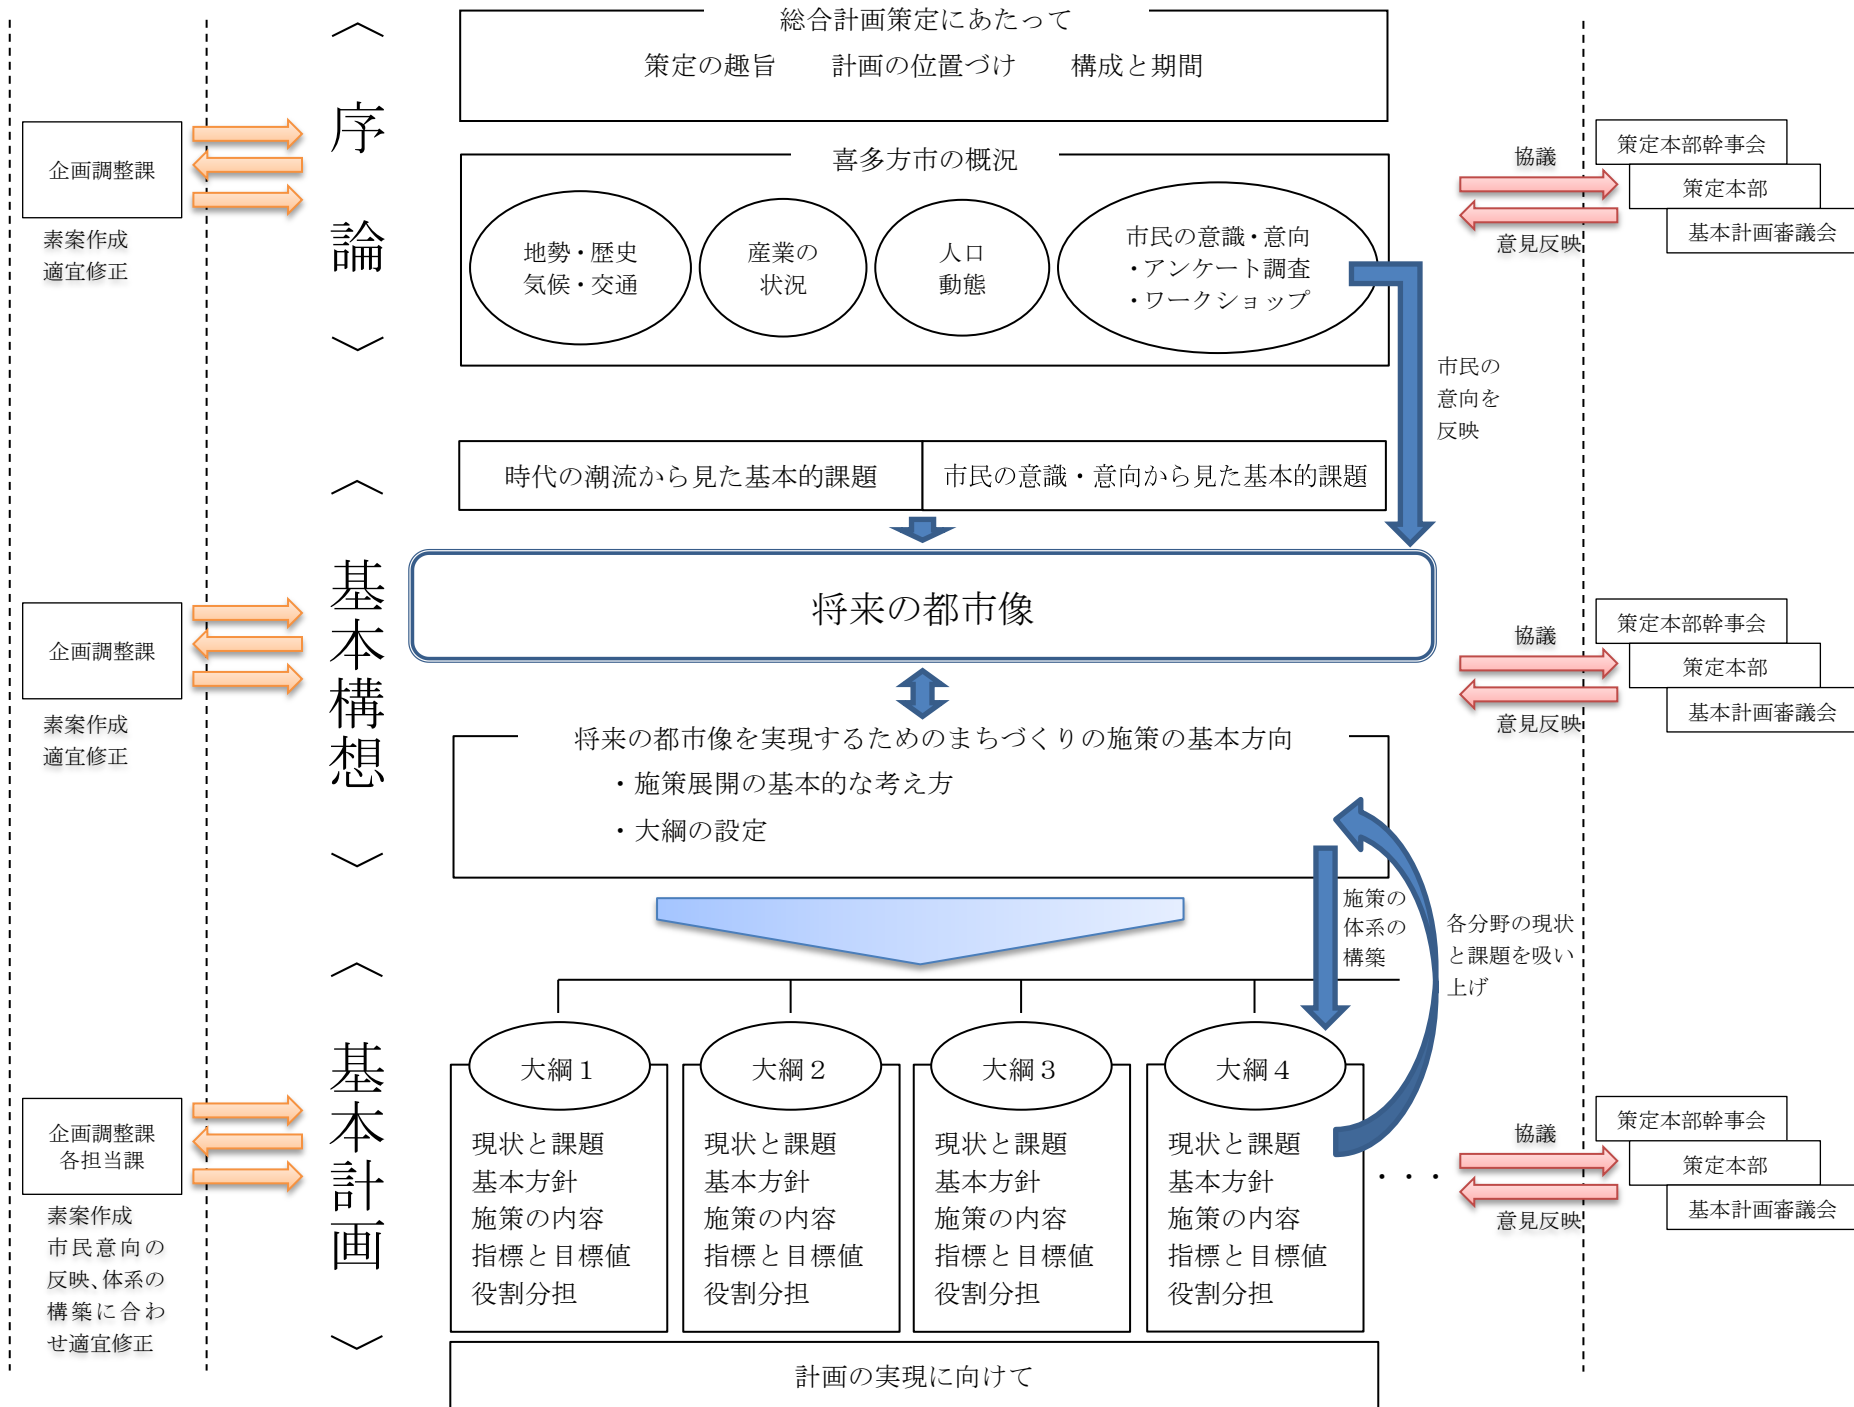 総合計画策定にあたって
策定の趣旨　　計画の位置づけ　　構成と期間
〈序論〉
企画調整課
素案作成
適宜修正
喜多方市の概況
地勢・歴史
気候・交通
産業の
状況
人口
動態
市民の意識・意向
・アンケート調査
・ワークショップ
市民の
意向を
反映
協議
意見反映
策定本部幹事会
策定本部
基本計画審議会
〈基本構想〉
時代の潮流から見た基本的課題
市民の意識・意向から見た基本的課題
将来の都市像
企画調整課
素案作成
適宜修正
協議
意見反映
策定本部幹事会
策定本部
基本計画審議会
将来の都市像を実現するためのまちづくりの施策の基本方向
・施策展開の基本的な考え方
・大綱の設定
施策の
体系の
構築
各分野の現状
と課題を吸い
上げ
〈基本計画〉
企画調整課
各担当課
素案作成
市民意向の
反映、体系の
構築に合わ
せ適宜修正
大綱１
現状と課題
基本方針
施策の内容
指標と目標値
役割分担
大綱２
現状と課題
基本方針
施策の内容
指標と目標値
役割分担
大綱３
現状と課題
基本方針
施策の内容
指標と目標値
役割分担
大綱４
現状と課題
基本方針
施策の内容
指標と目標値
役割分担
・・・
協議
意見反映
策定本部幹事会
策定本部
基本計画審議会
計画の実現に向けて